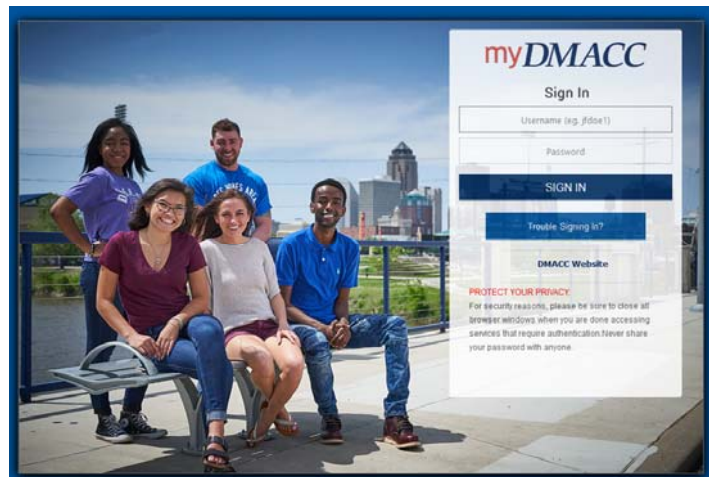 myDMACC
Sign In
Username (eg. jfdoe1)
Password
SIGN IN
Trouble Signing In?
DMACC Website
PROTECT YOUR PRIVACY:
For security reasons, please be sure to close all
browser windows when you are done accessing
services that require authentication.Never share
your password with anyone.